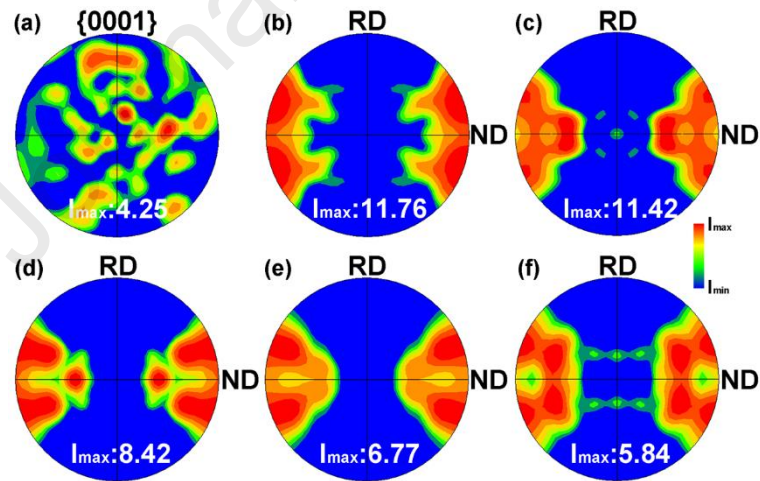 (a) {0001}
(b) RD
(c) RD
ND
ND
Imax:4.25
Imax:11.76
Imax:11.42
Imax
Imin
(d) RD
(e) RD
(f) RD
ND
ND
Imax:8.42
Imax:6.77
Imax:5.84